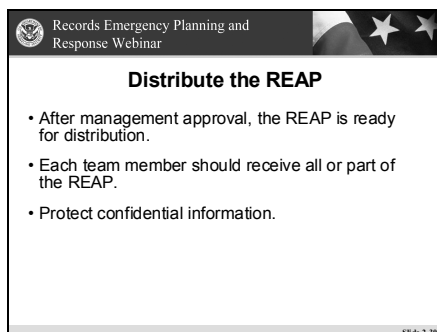 Records Emergency Planning and
Response Webinar
Distribute the REAP
• After management approval, the REAP is ready
for distribution.
• Each team member should receive all or part of
the REAP.
• Protect confidential information.